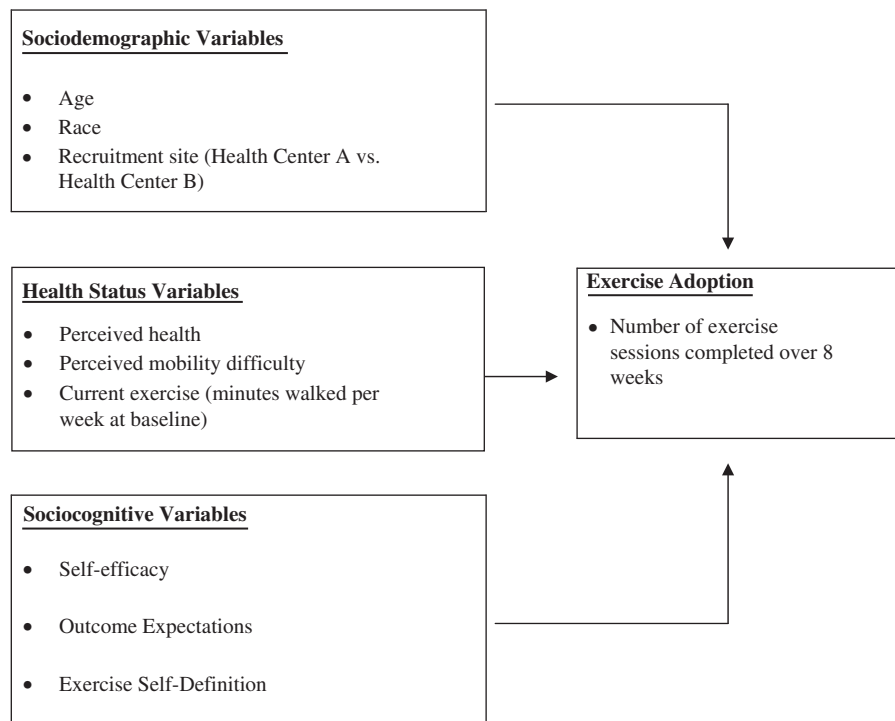 Sociodemographic Variables
• Age
• Race
• Recruitment site (Health Center A vs.
Health Center B)
Health Status Variables
• Perceived health
• Perceived mobility difficulty
• Current exercise (minutes walked per
week at baseline)
Sociocognitive Variables
• Self-efficacy
• Outcome Expectations
• Exercise Self-Definition
Exercise Adoption
• Number of exercise
sessions completed over 8
weeks